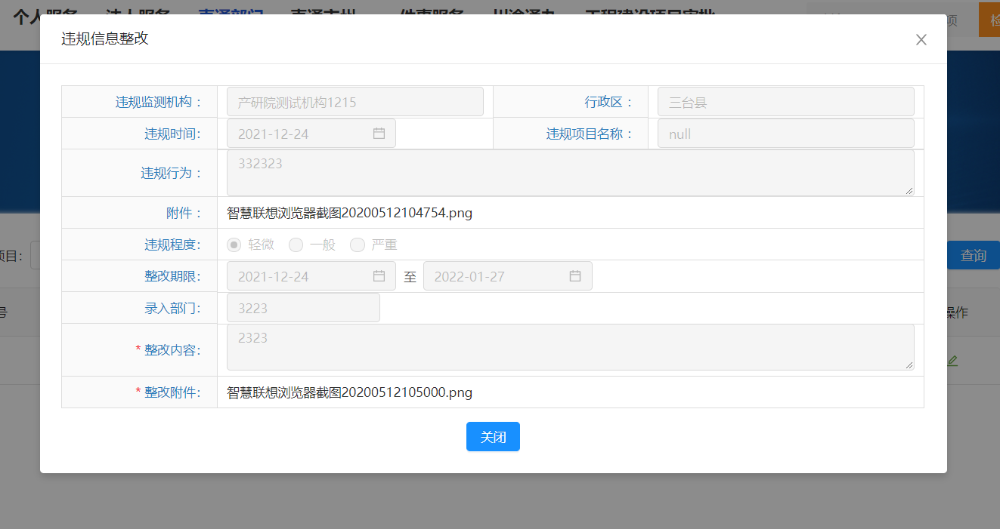 个人服务 法人服务 直通部门 直通市州 一件事服务 川渝通办 工程建设项目审批
违规信息整改
违规监测机构： 产研院测试机构1215 行政区： 三台县
违规时间: 2021-12-24 违规项目名称： null
违规行为： 332323
附件： 智慧联想浏览器截图20200512104754.png
违规程度: 轻微 一般 严重
项目: 查询
整改期限: 2021-12-24 至 2022-01-27
录入部门: 3223
号 操作
* 整改内容: 2323
* 整改附件: 智慧联想浏览器截图20200512105000.png
关闭